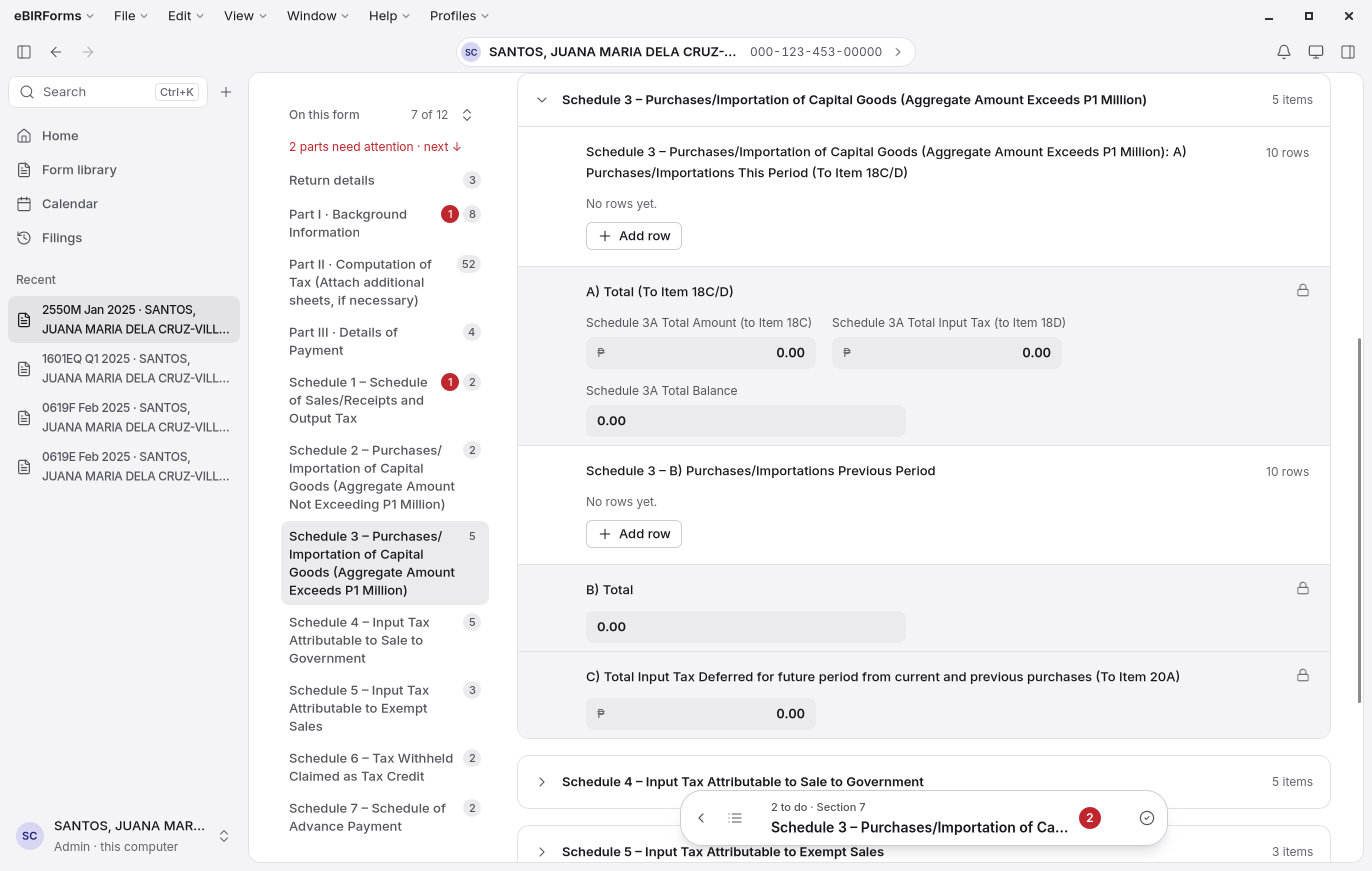 eBIRForms File Edit View Window Help Profiles
SC SANTOS, JUANA MARIA DELA CRUZ-... 000-123-453-00000
Search Ctrl+K
Home
Form library
Calendar
Filings
Recent
2550M Jan 2025 · SANTOS,
JUANA MARIA DELA CRUZ-VILL...
1601EQ Q1 2025 · SANTOS,
JUANA MARIA DELA CRUZ-VILL...
0619F Feb 2025 · SANTOS,
JUANA MARIA DELA CRUZ-VILL...
0619E Feb 2025 · SANTOS,
JUANA MARIA DELA CRUZ-VILL...
SC SANTOS, JUANA MAR...
Admin · this computer
On this form 7 of 12
2 parts need attention · next ↓
Return details 3
Part I · Background 1 8
Information
Part II · Computation of 52
Tax (Attach additional
sheets, if necessary)
Part III · Details of 4
Payment
Schedule 1 – Schedule 1 2
of Sales/Receipts and
Output Tax
Schedule 2 – Purchases/ 2
Importation of Capital
Goods (Aggregate Amount
Not Exceeding P1 Million)
Schedule 3 – Purchases/ 5
Importation of Capital
Goods (Aggregate Amount
Exceeds P1 Million)
Schedule 4 – Input Tax 5
Attributable to Sale to
Government
Schedule 5 – Input Tax 3
Attributable to Exempt
Sales
Schedule 6 – Tax Withheld 2
Claimed as Tax Credit
Schedule 7 – Schedule of 2
Advance Payment
Schedule 3 – Purchases/Importation of Capital Goods (Aggregate Amount Exceeds P1 Million) 5 items
Schedule 3 – Purchases/Importation of Capital Goods (Aggregate Amount Exceeds P1 Million): A) 10 rows
Purchases/Importations This Period (To Item 18C/D)
No rows yet.
Add row
A) Total (To Item 18C/D)
Schedule 3A Total Amount (to Item 18C) Schedule 3A Total Input Tax (to Item 18D)
₱ 0.00 ₱ 0.00
Schedule 3A Total Balance
0.00
Schedule 3 – B) Purchases/Importations Previous Period 10 rows
No rows yet.
Add row
B) Total
0.00
C) Total Input Tax Deferred for future period from current and previous purchases (To Item 20A)
₱ 0.00
Schedule 4 – Input Tax Attributable to Sale to Government 5 items
2 to do · Section 7
Schedule 3 – Purchases/Importation of Ca... 2
Schedule 5 – Input Tax Attributable to Exempt Sales 3 items